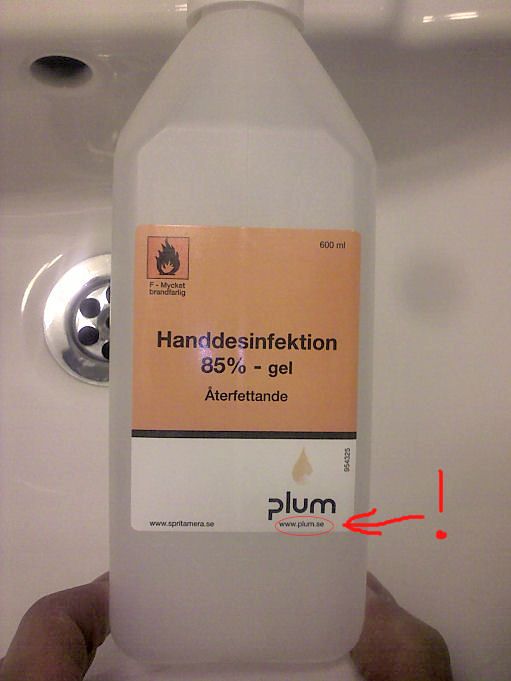 600 ml
F - Mycket
brandfarlig
Handdesinfektion
85% - gel
Återfettande
954325
plum
www.spritamera.se
www.plum.se
!